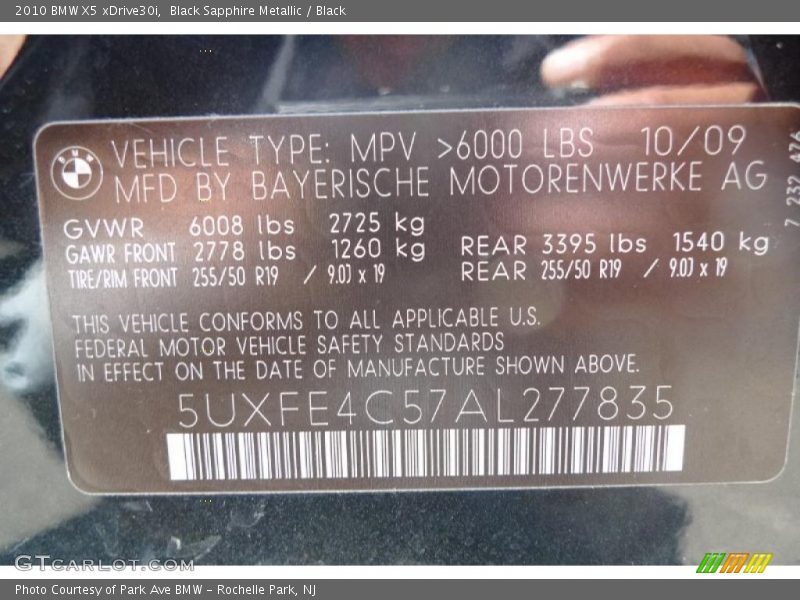 2010 BMW X5 xDrive30i,  Black Sapphire Metallic / Black
BMW
VEHICLE TYPE: MPV >6000 LBS 10/09
MFD BY BAYERISCHE MOTORENWERKE AG
7 232 476
GVWR 6008 lbs 2725 kg
GAWR FRONT 2778 lbs 1260 kg REAR 3395 lbs 1540 kg
TIRE/RIM FRONT 255/50 R19 / 9.0J x 19 REAR 255/50 R19 / 9.0J x 19
THIS VEHICLE CONFORMS TO ALL APPLICABLE U.S.
FEDERAL MOTOR VEHICLE SAFETY STANDARDS
IN EFFECT ON THE DATE OF MANUFACTURE SHOWN ABOVE.
5UXFE4C57AL277835
GTCARLOT.COM
Photo Courtesy of Park Ave BMW - Rochelle Park, NJ